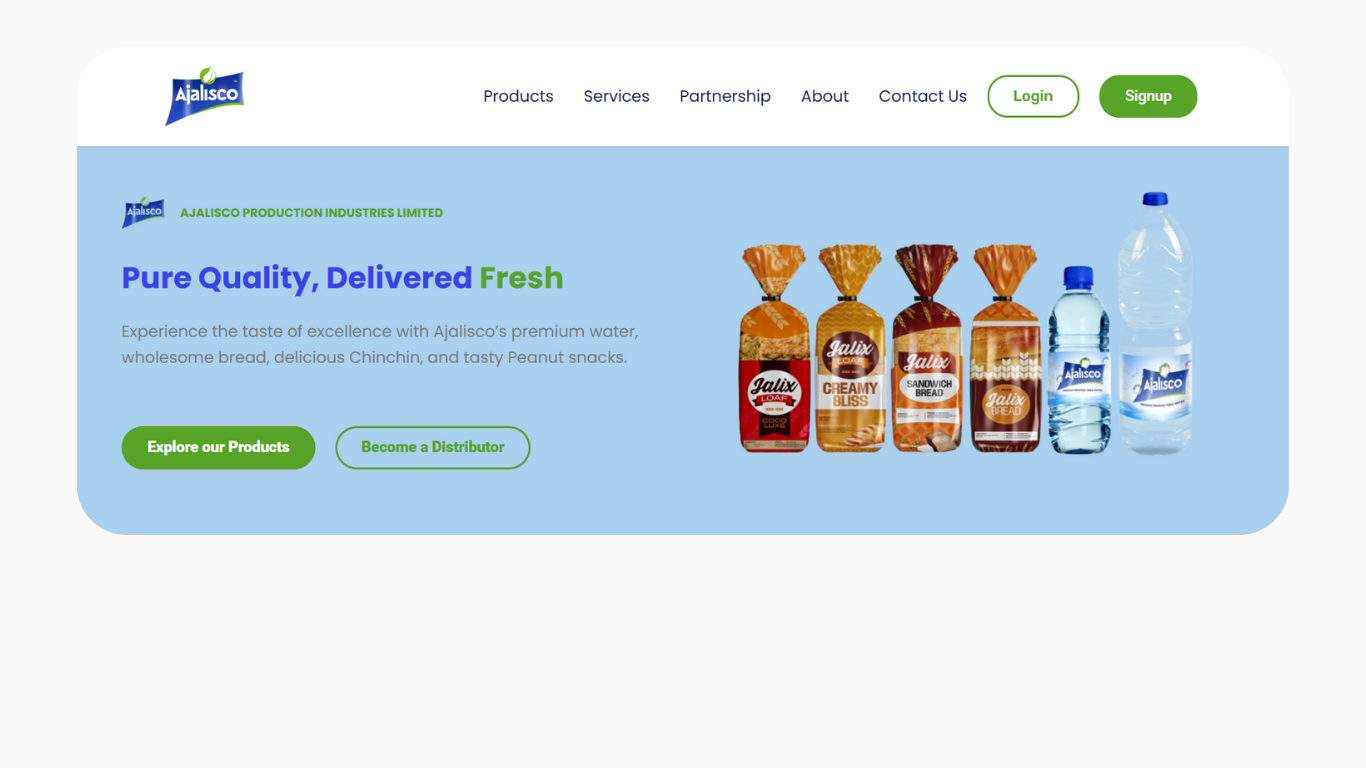 Ajalisco
Products Services Partnership About Contact Us Login Signup
Ajalisco AJALISCO PRODUCTION INDUSTRIES LIMITED
Pure Quality, Delivered Fresh
Experience the taste of excellence with Ajalisco’s premium water,
wholesome bread, delicious Chinchin, and tasty Peanut snacks.
Explore our Products Become a Distributor
Jalix
LOAF
COCO
LUXE
Jalix
LOAF
CREAMY
BLISS
Jalix
SANDWICH
BREAD
Jalix
BREAD
Ajalisco
Ajalisco